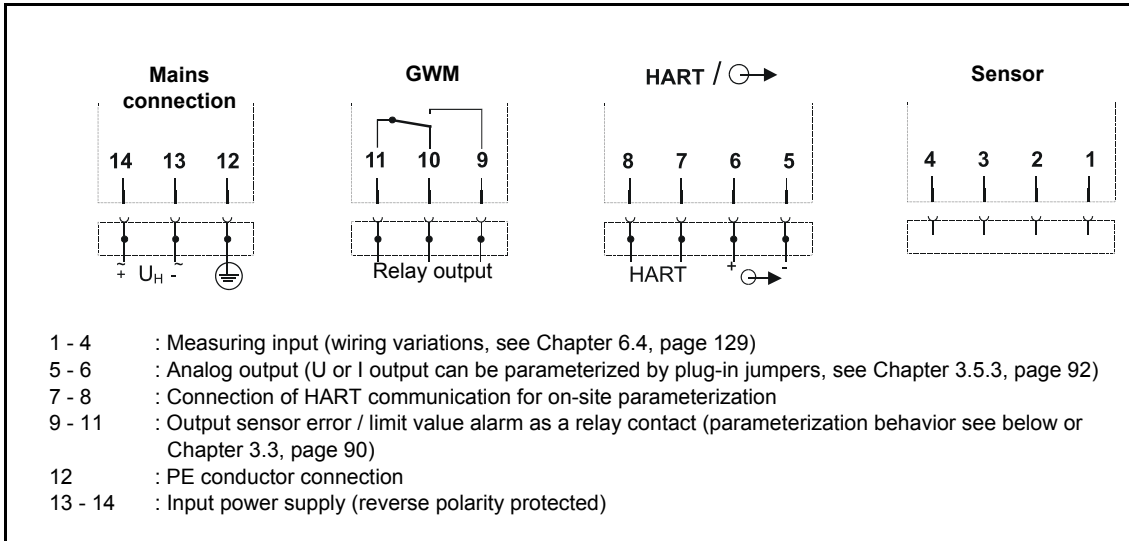 Mains
connection
GWM
HART /
Sensor
14 13 12
11 10 9
8 7 6 5
4 3 2 1
~ ~
+ UH -
Relay output
HART
+ -
1 - 4 : Measuring input (wiring variations, see Chapter 6.4, page 129)
5 - 6 : Analog output (U or I output can be parameterized by plug-in jumpers, see Chapter 3.5.3, page 92)
7 - 8 : Connection of HART communication for on-site parameterization
9 - 11 : Output sensor error / limit value alarm as a relay contact (parameterization behavior see below or
Chapter 3.3, page 90)
12 : PE conductor connection
13 - 14 : Input power supply (reverse polarity protected)